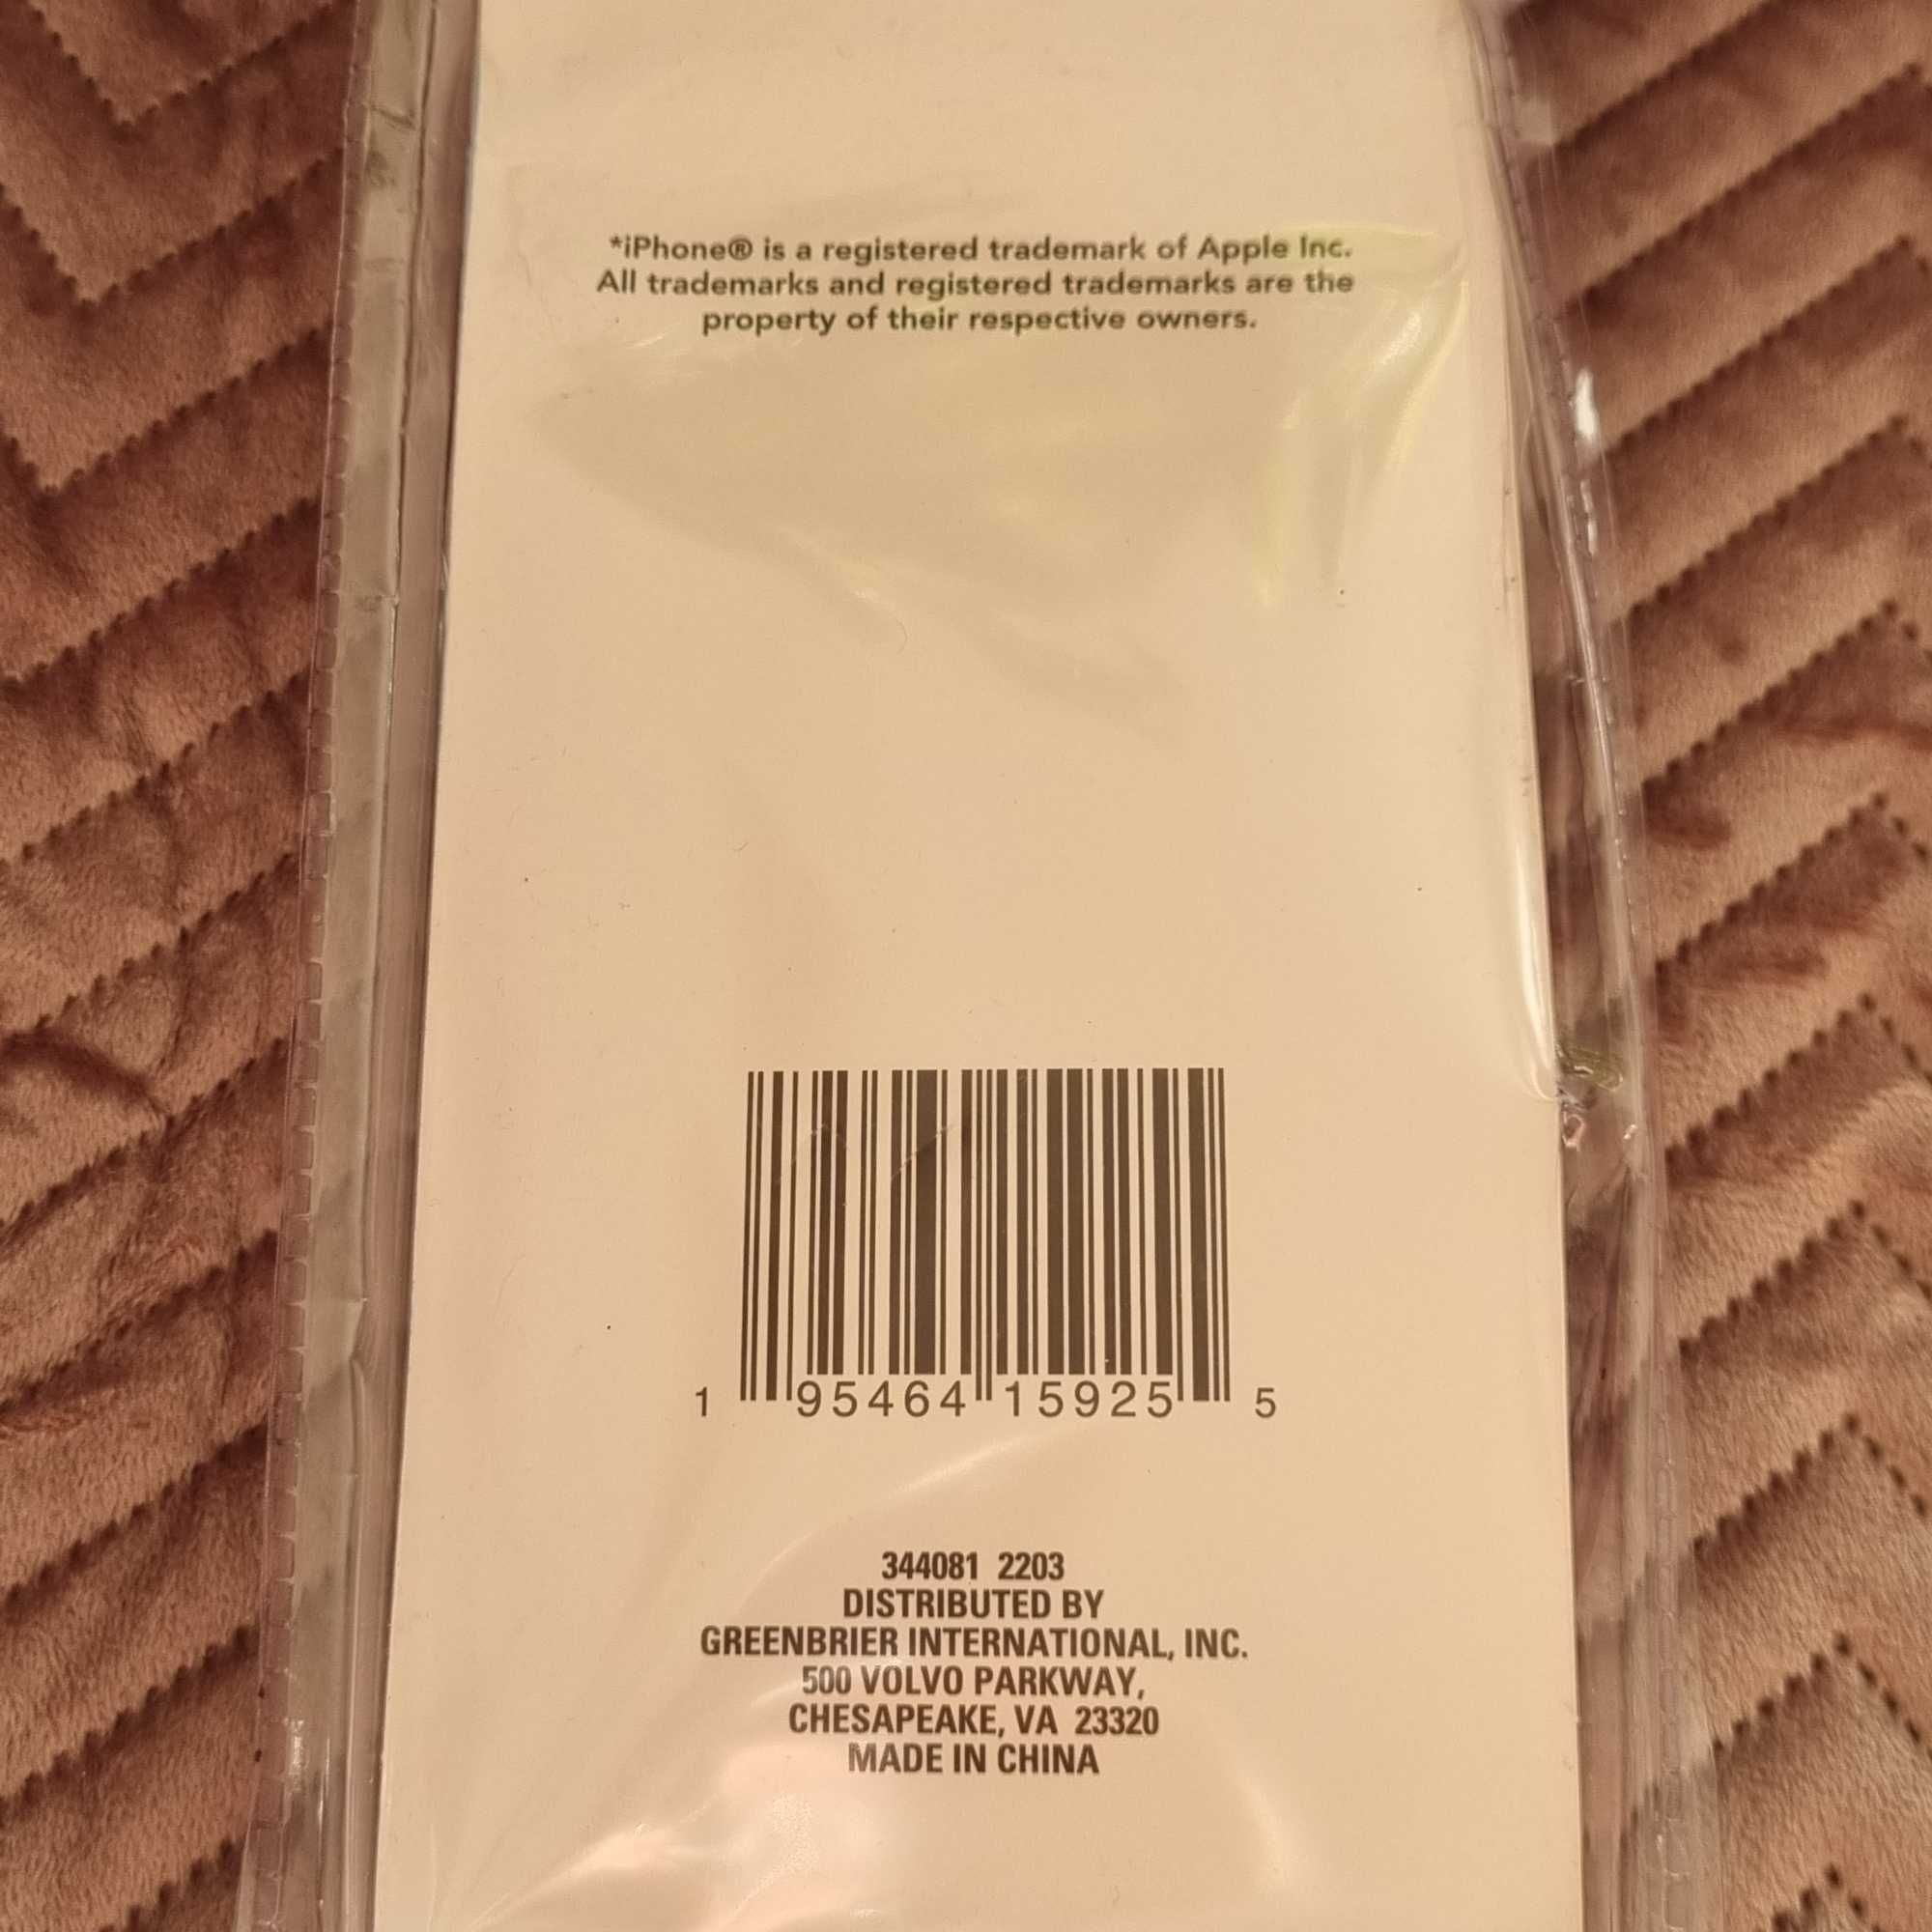 *iPhone® is a registered trademark of Apple Inc.
All trademarks and registered trademarks are the
property of their respective owners.
1 95464 15925 5
344081 2203
DISTRIBUTED BY
GREENBRIER INTERNATIONAL, INC.
500 VOLVO PARKWAY,
CHESAPEAKE, VA 23320
MADE IN CHINA